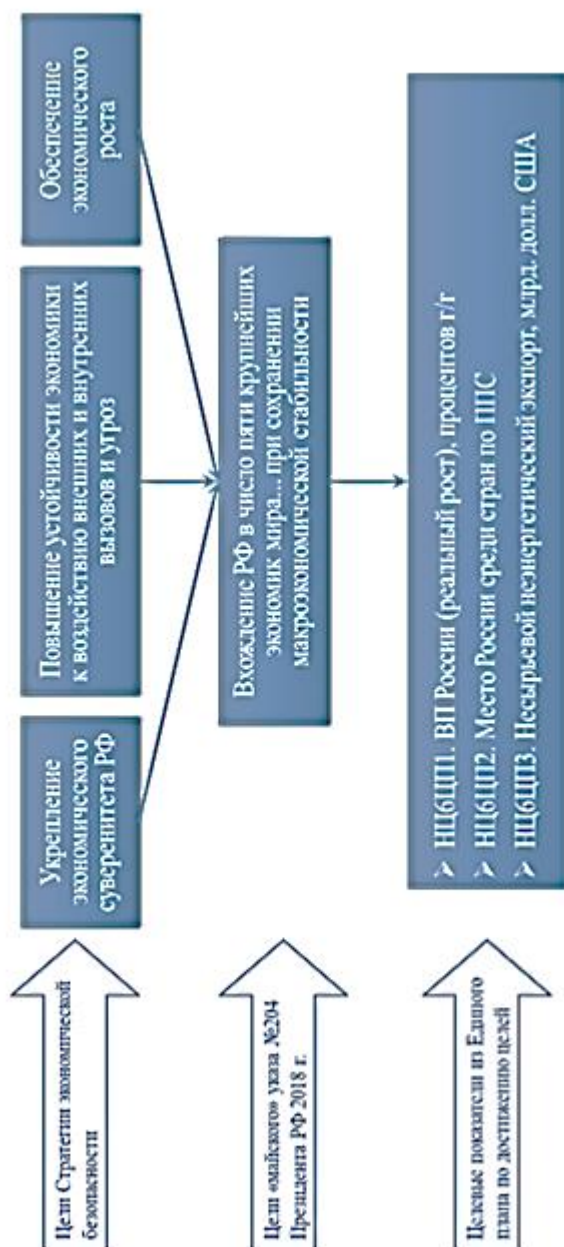 Цели Стратегии экономической
безопасности
Укрепление
экономического
суверенитета РФ
Повышение устойчивости экономики
к воздействию внешних и внутренних
вызовов и угроз
Обеспечение
экономического
роста
Цели «майского» указа №204
Президента РФ 2018 г.
Вхождение РФ в число пяти крупнейших
экономик мира... при сохранении
макроэкономической стабильности
Целевые показатели из Единого
плана по достижению целей
➢ НЦ6ЦП1. ВП России (реальный рост), процентов г/г
➢ НЦ6ЦП2. Место России среди стран по ППС
➢ НЦ6ЦП3. Несырьевой неэнергетический экспорт, млрд. долл. США